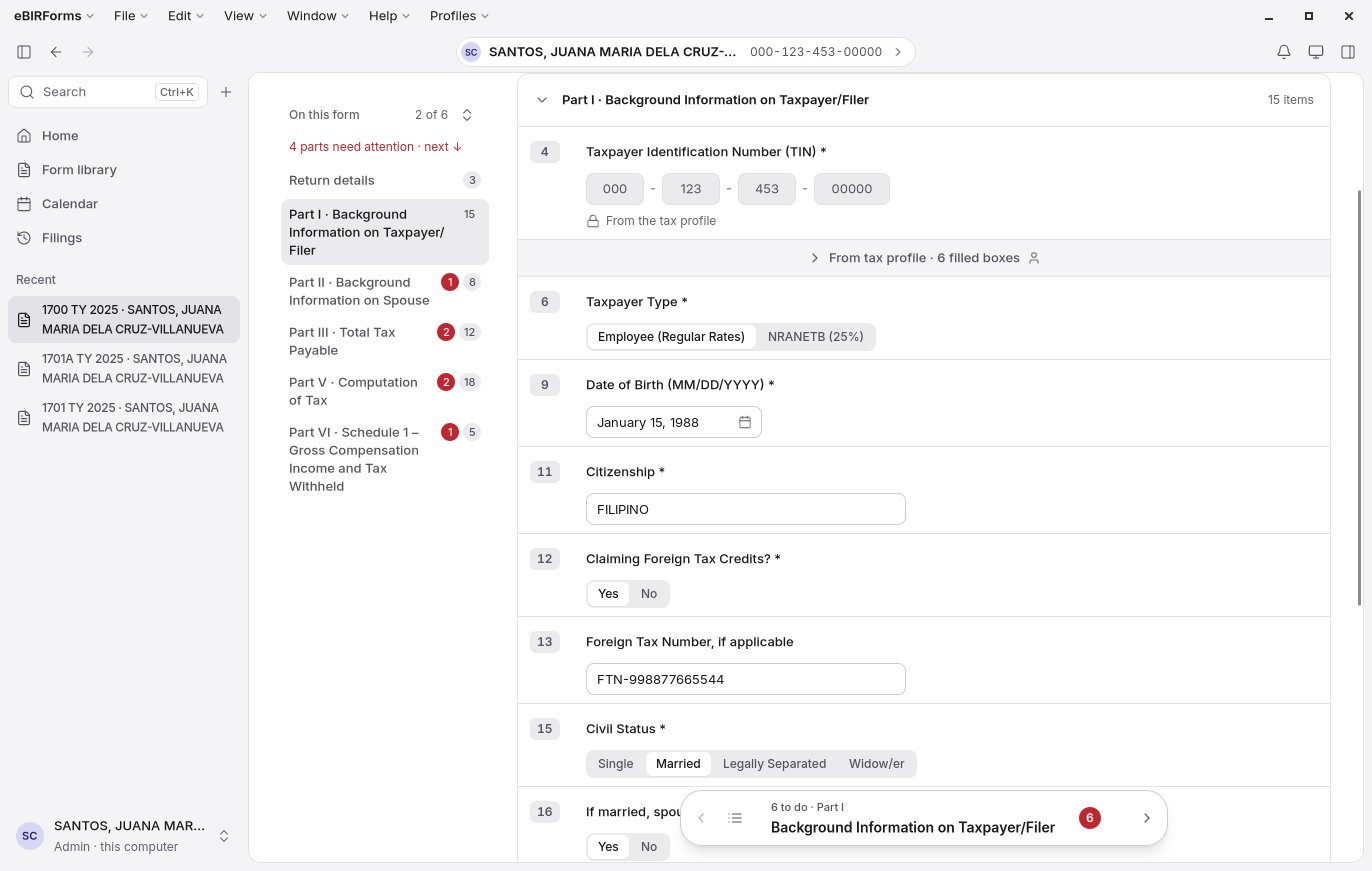 eBIRForms File Edit View Window Help Profiles
SC SANTOS, JUANA MARIA DELA CRUZ-... 000-123-453-00000
Search Ctrl+K
Home
Form library
Calendar
Filings
Recent
1700 TY 2025 · SANTOS, JUANA
MARIA DELA CRUZ-VILLANUEVA
1701A TY 2025 · SANTOS, JUANA
MARIA DELA CRUZ-VILLANUEVA
1701 TY 2025 · SANTOS, JUANA
MARIA DELA CRUZ-VILLANUEVA
SC SANTOS, JUANA MAR...
Admin · this computer
On this form 2 of 6
4 parts need attention · next ↓
Return details 3
Part I · Background 15
Information on Taxpayer/
Filer
Part II · Background 1 8
Information on Spouse
Part III · Total Tax 2 12
Payable
Part V · Computation 2 18
of Tax
Part VI · Schedule 1 – 1 5
Gross Compensation
Income and Tax
Withheld
Part I · Background Information on Taxpayer/Filer 15 items
4 Taxpayer Identification Number (TIN) *
000 - 123 - 453 - 00000
From the tax profile
From tax profile · 6 filled boxes
6 Taxpayer Type *
Employee (Regular Rates) NRANETB (25%)
9 Date of Birth (MM/DD/YYYY) *
January 15, 1988
11 Citizenship *
FILIPINO
12 Claiming Foreign Tax Credits? *
Yes No
13 Foreign Tax Number, if applicable
FTN-998877665544
15 Civil Status *
Single Married Legally Separated Widow/er
16 If married, spou
Yes No
6 to do · Part I
Background Information on Taxpayer/Filer 6